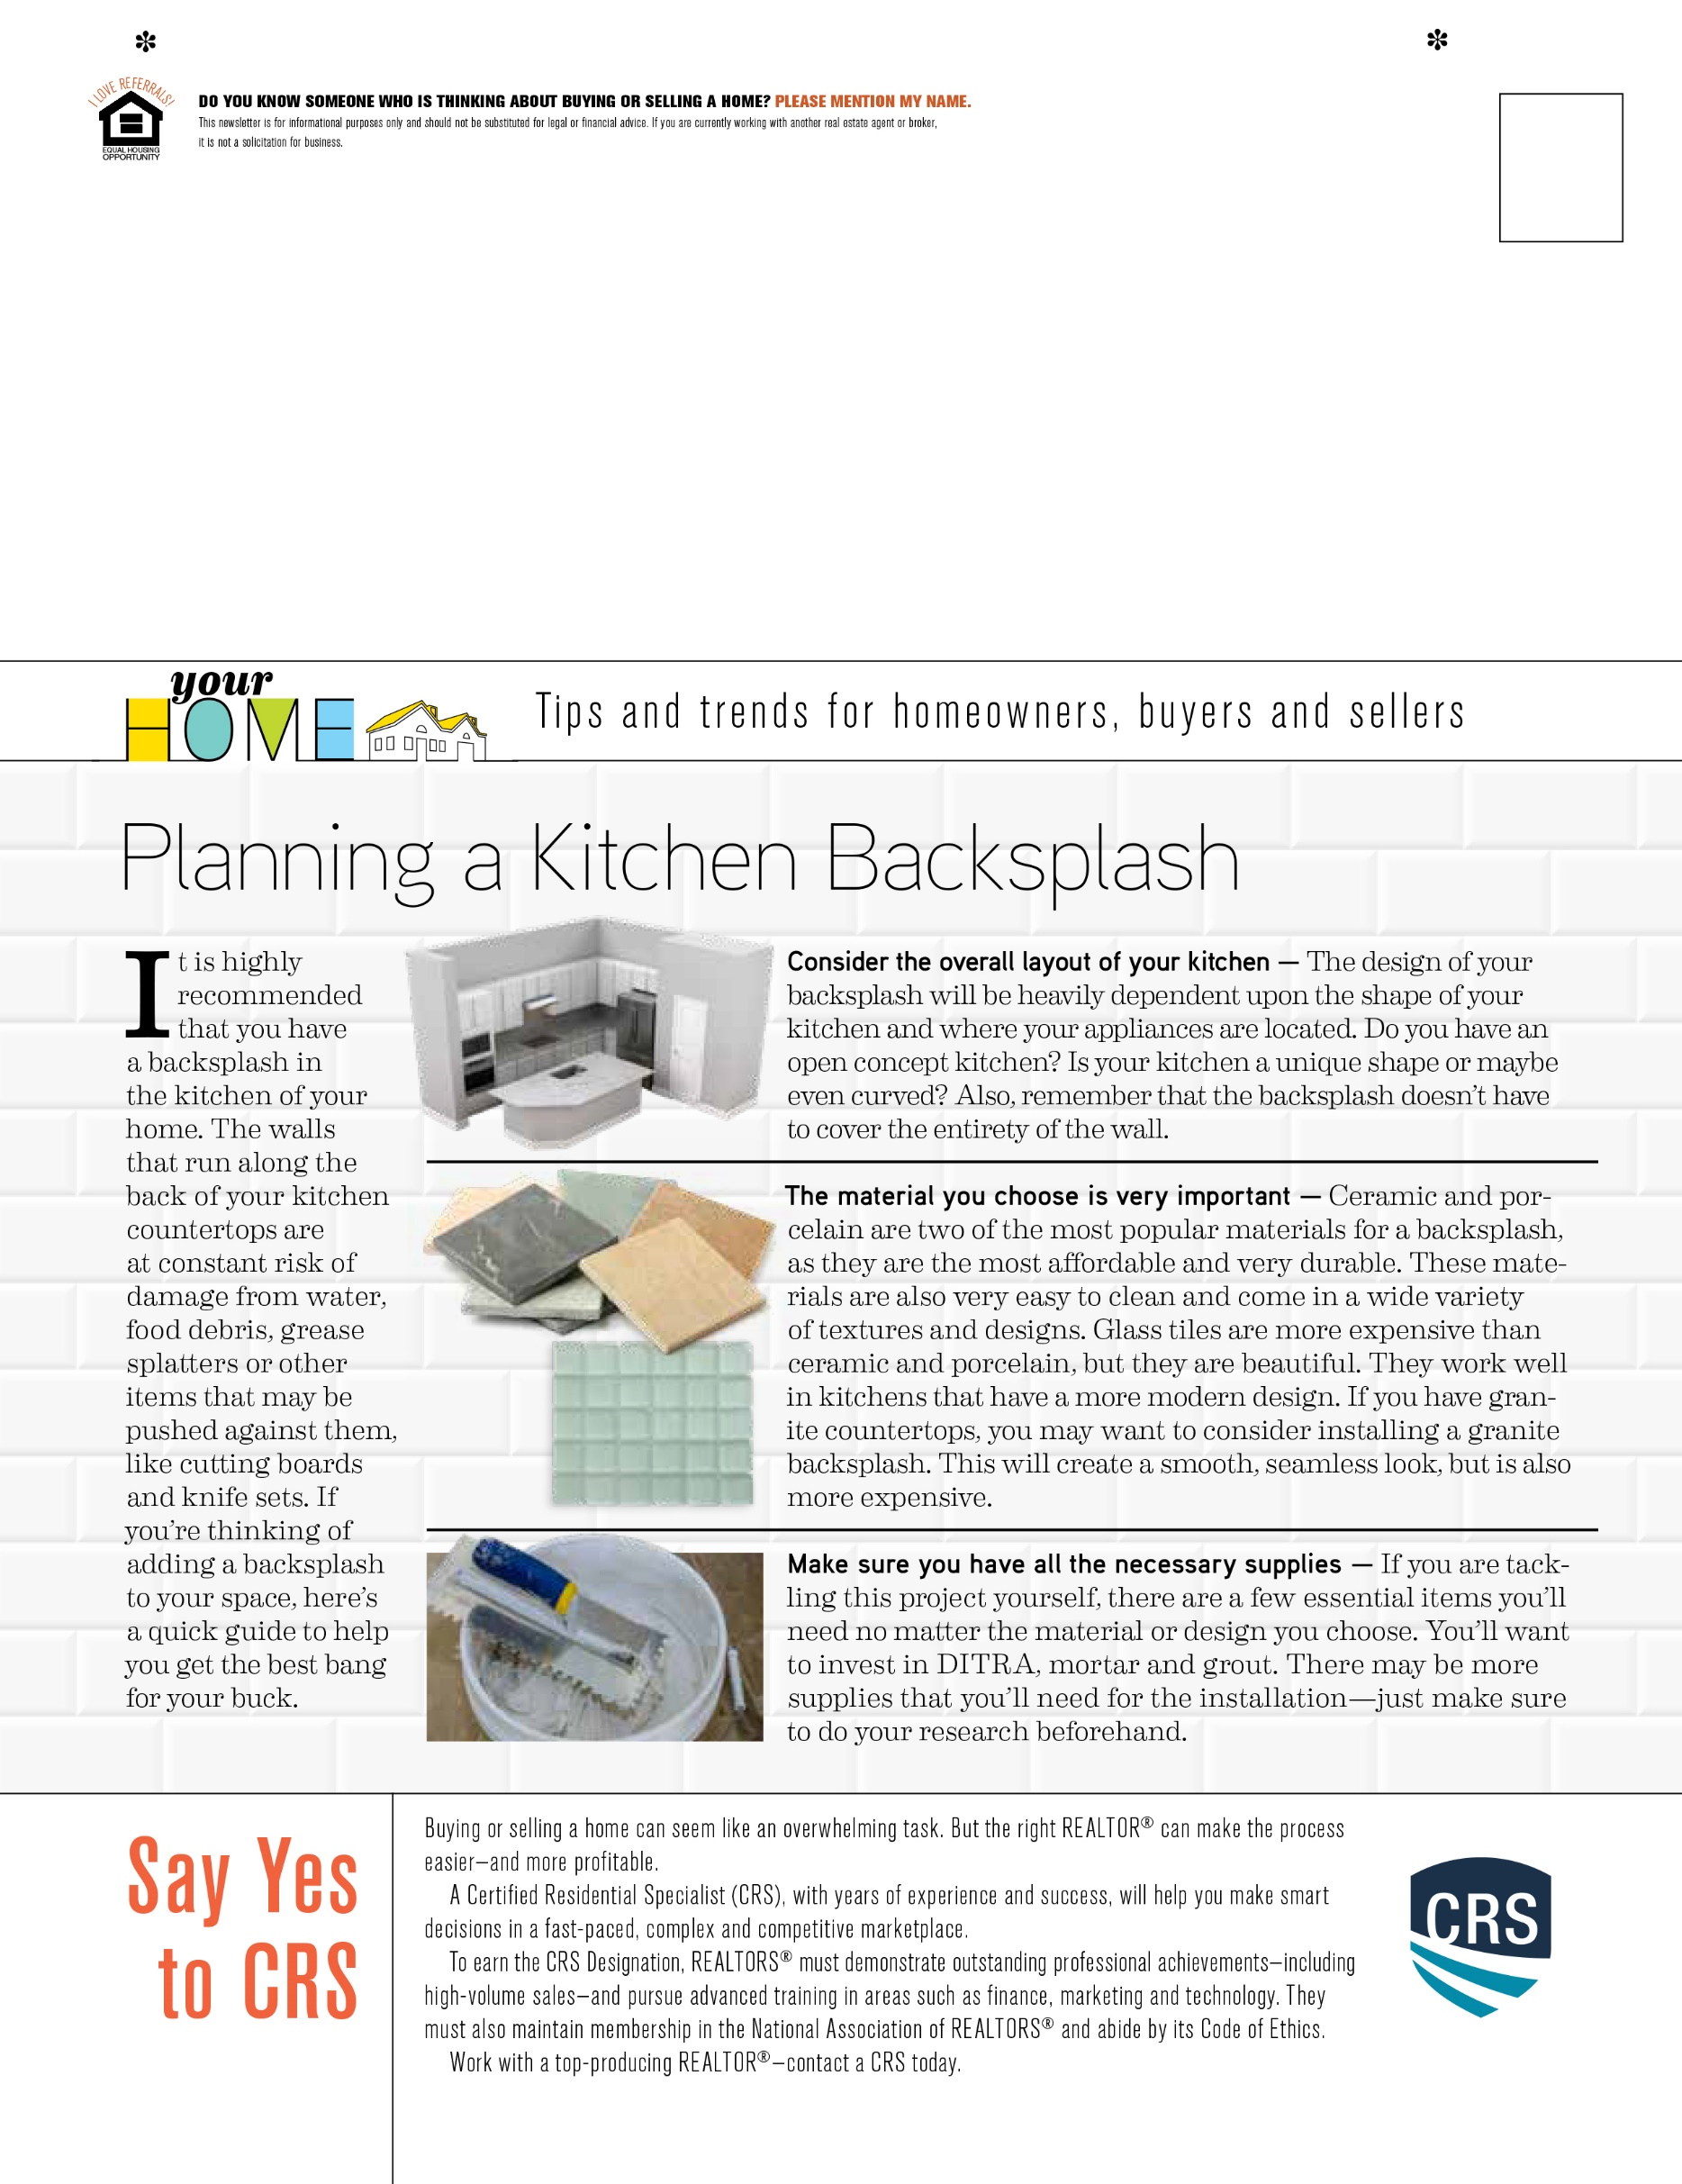 *
*
I LOVE REFERRALS!
EQUAL HOUSING
OPPORTUNITY
DO YOU KNOW SOMEONE WHO IS THINKING ABOUT BUYING OR SELLING A HOME? PLEASE MENTION MY NAME.
This newsletter is for informational purposes only and should not be substituted for legal or financial advice. If you are currently working with another real estate agent or broker,
it is not a solicitation for business.
your
HOME
Tips and trends for homeowners, buyers and sellers
Planning a Kitchen Backsplash
It is highly
recommended
that you have
a backsplash in
the kitchen of your
home. The walls
that run along the
back of your kitchen
countertops are
at constant risk of
damage from water,
food debris, grease
splatters or other
items that may be
pushed against them,
like cutting boards
and knife sets. If
you’re thinking of
adding a backsplash
to your space, here’s
a quick guide to help
you get the best bang
for your buck.
Consider the overall layout of your kitchen — The design of your
backsplash will be heavily dependent upon the shape of your
kitchen and where your appliances are located. Do you have an
open concept kitchen? Is your kitchen a unique shape or maybe
even curved? Also, remember that the backsplash doesn’t have
to cover the entirety of the wall.
The material you choose is very important — Ceramic and por-
celain are two of the most popular materials for a backsplash,
as they are the most affordable and very durable. These mate-
rials are also very easy to clean and come in a wide variety
of textures and designs. Glass tiles are more expensive than
ceramic and porcelain, but they are beautiful. They work well
in kitchens that have a more modern design. If you have gran-
ite countertops, you may want to consider installing a granite
backsplash. This will create a smooth, seamless look, but is also
more expensive.
Make sure you have all the necessary supplies — If you are tack-
ling this project yourself, there are a few essential items you’ll
need no matter the material or design you choose. You’ll want
to invest in DITRA, mortar and grout. There may be more
supplies that you’ll need for the installation—just make sure
to do your research beforehand.
Say Yes
to CRS
Buying or selling a home can seem like an overwhelming task. But the right REALTOR® can make the process
easier—and more profitable.
A Certified Residential Specialist (CRS), with years of experience and success, will help you make smart
decisions in a fast-paced, complex and competitive marketplace.
To earn the CRS Designation, REALTORS® must demonstrate outstanding professional achievements—including
high-volume sales—and pursue advanced training in areas such as finance, marketing and technology. They
must also maintain membership in the National Association of REALTORS® and abide by its Code of Ethics.
Work with a top-producing REALTOR®—contact a CRS today.
CRS